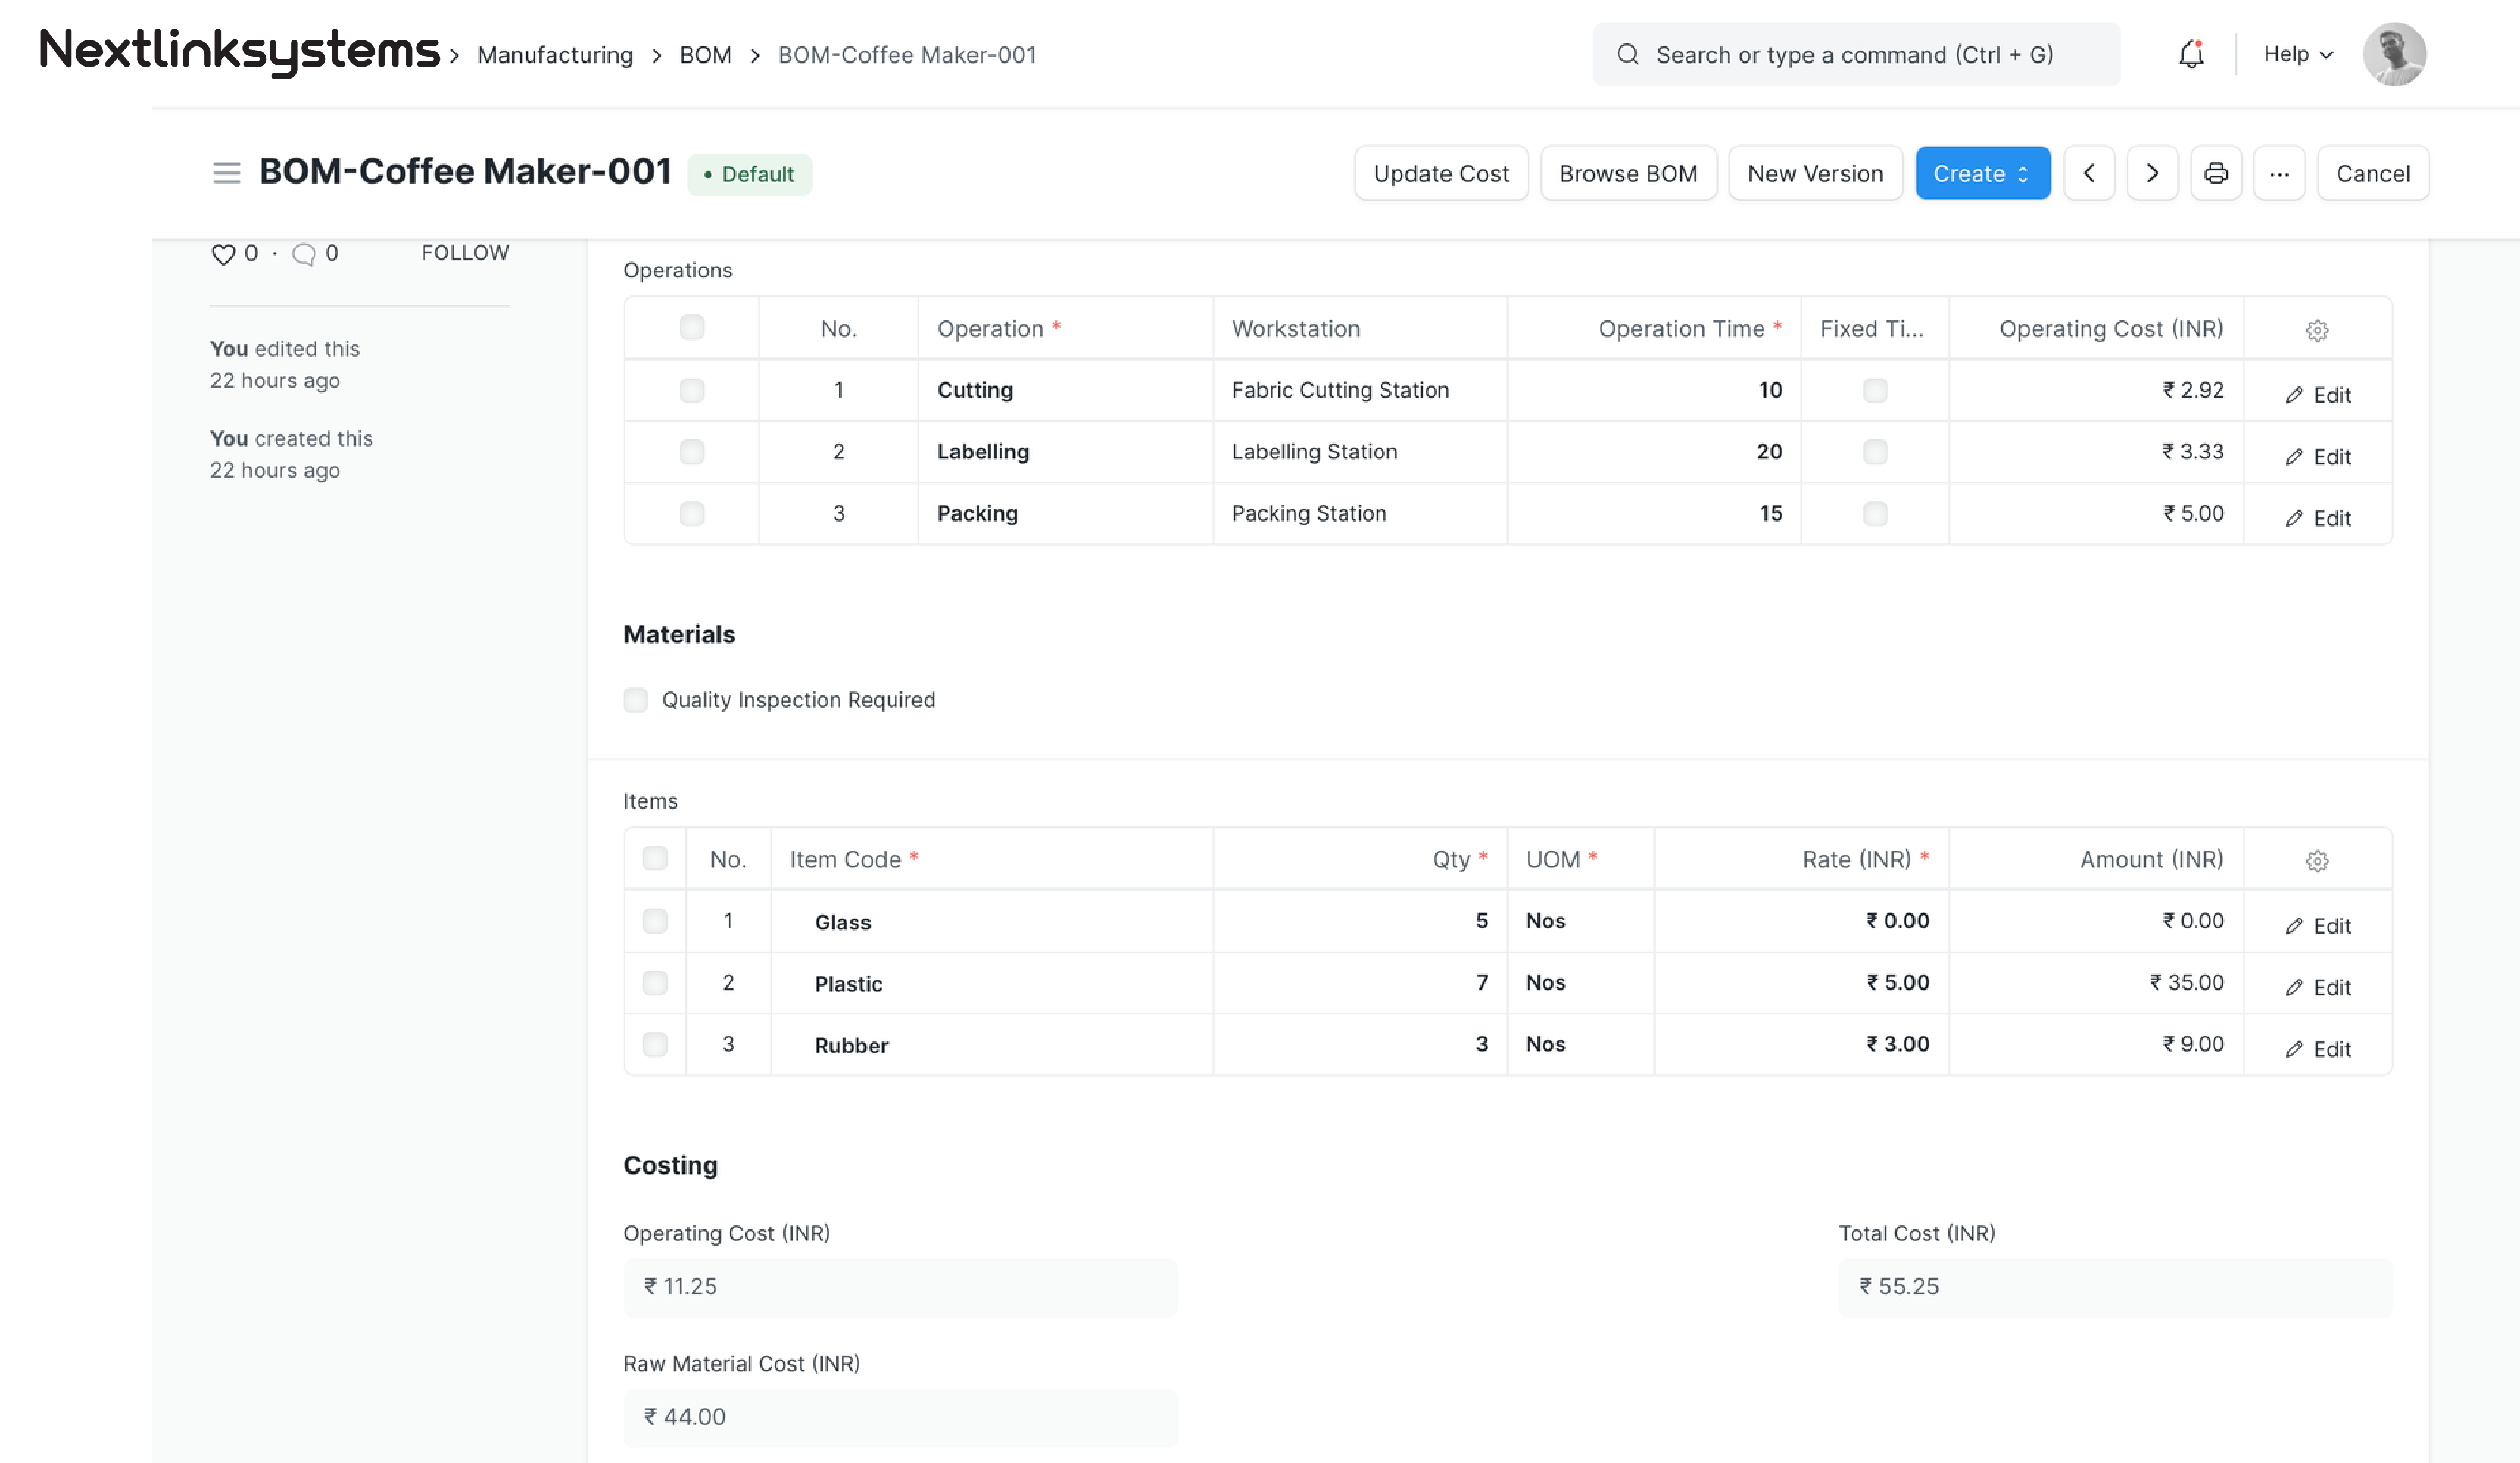 Nextlinksystems > Manufacturing > BOM > BOM-Coffee Maker-001 Search or type a command (Ctrl + G) Help
BOM-Coffee Maker-001 • Default Update Cost Browse BOM New Version Create ... Cancel
0 · 0 FOLLOW
You edited this
22 hours ago
You created this
22 hours ago
Operations
No. Operation * Workstation Operation Time * Fixed Ti... Operating Cost (INR)
1 Cutting Fabric Cutting Station 10 ₹ 2.92 Edit
2 Labelling Labelling Station 20 ₹ 3.33 Edit
3 Packing Packing Station 15 ₹ 5.00 Edit
Materials
Quality Inspection Required
Items
No. Item Code * Qty * UOM * Rate (INR) * Amount (INR)
1 Glass 5 Nos ₹ 0.00 ₹ 0.00 Edit
2 Plastic 7 Nos ₹ 5.00 ₹ 35.00 Edit
3 Rubber 3 Nos ₹ 3.00 ₹ 9.00 Edit
Costing
Operating Cost (INR) Total Cost (INR)
₹ 11.25 ₹ 55.25
Raw Material Cost (INR)
₹ 44.00